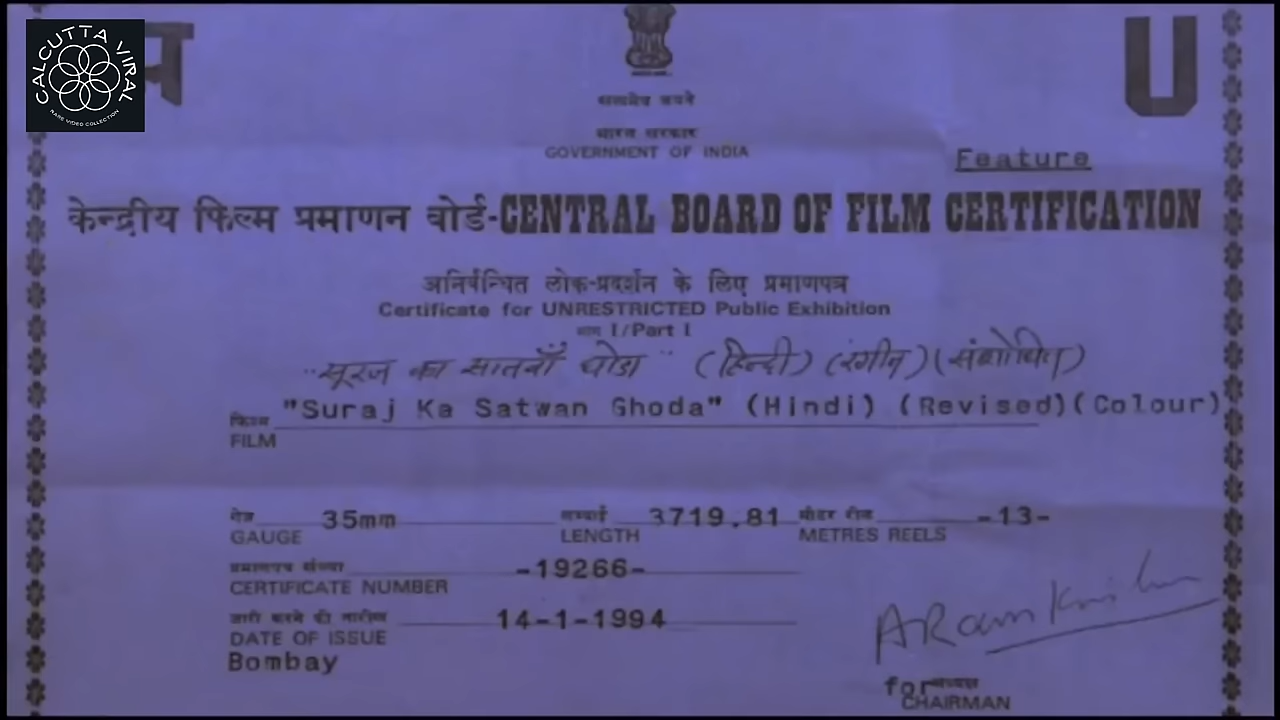 CALCUTTA VIIRAL
RARE VIDEO COLLECTION
U
सत्यमेव जयते
भारत सरकार
GOVERNMENT OF INDIA
Feature
केन्द्रीय फिल्म प्रमाणन बोर्ड-CENTRAL BOARD OF FILM CERTIFICATION
अनिर्बन्धित लोक-प्रदर्शन के लिए प्रमाणपत्र
Certificate for UNRESTRICTED Public Exhibition
भाग I/Part I
"सूरज का सातवाँ घोडा" (हिन्दी) (रंगीन) (संशोधित)
"Suraj Ka Satwan Ghoda" (Hindi) (Revised)(Colour)
फिल्म
FILM
गेज 35mm लम्बाई 3719.81 मीटर रील -13-
GAUGE LENGTH METRES REELS
प्रमाणपत्र संख्या -19266-
CERTIFICATE NUMBER
जारी करने की तारीख 14-1-1994
DATE OF ISSUE
Bombay
ARamKrishna
for अध्यक्ष
CHAIRMAN